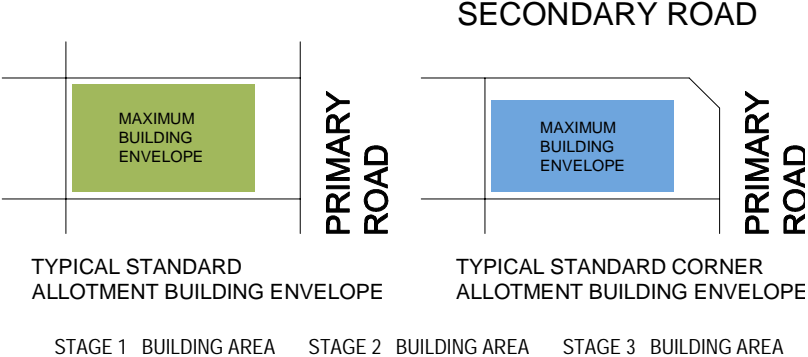 SECONDARY ROAD
MAXIMUM
BUILDING
ENVELOPE
PRIMARY
ROAD
MAXIMUM
BUILDING
ENVELOPE
PRIMARY
ROAD
TYPICAL STANDARD
ALLOTMENT BUILDING ENVELOPE
TYPICAL STANDARD CORNER
ALLOTMENT BUILDING ENVELOPE
STAGE 1 BUILDING AREA
STAGE 2 BUILDING AREA
STAGE 3 BUILDING AREA